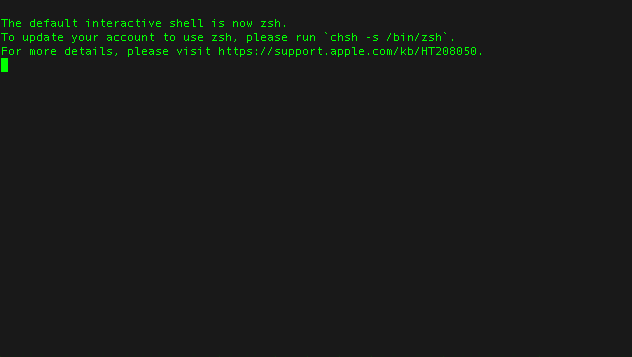 The default interactive shell is now zsh.
To update your account to use zsh, please run `chsh -s /bin/zsh`.
For more details, please visit https://support.apple.com/kb/HT208050.